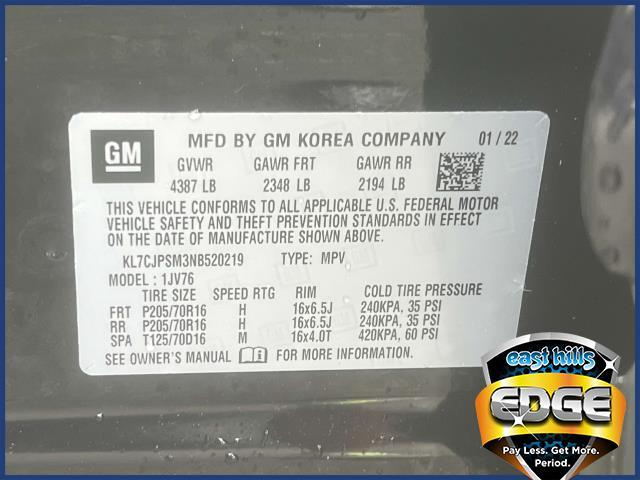 GM MFD BY GM KOREA COMPANY 01 / 22
GVWR GAWR FRT GAWR RR
4387 LB 2348 LB 2194 LB
THIS VEHICLE CONFORMS TO ALL APPLICABLE U.S. FEDERAL MOTOR
VEHICLE SAFETY AND THEFT PREVENTION STANDARDS IN EFFECT
ON THE DATE OF MANUFACTURE SHOWN ABOVE.
KL7CJPSM3NB520219 TYPE: MPV
MODEL : 1JV76
TIRE SIZE SPEED RTG RIM COLD TIRE PRESSURE
FRT P205/70R16 H 16x6.5J 240KPA, 35 PSI
RR P205/70R16 H 16x6.5J 240KPA, 35 PSI
SPA T125/70D16 M 16x4.0T 420KPA, 60 PSI
SEE OWNER'S MANUAL FOR MORE INFORMATION.
east hills
EDGE
Pay Less. Get More.
Period.